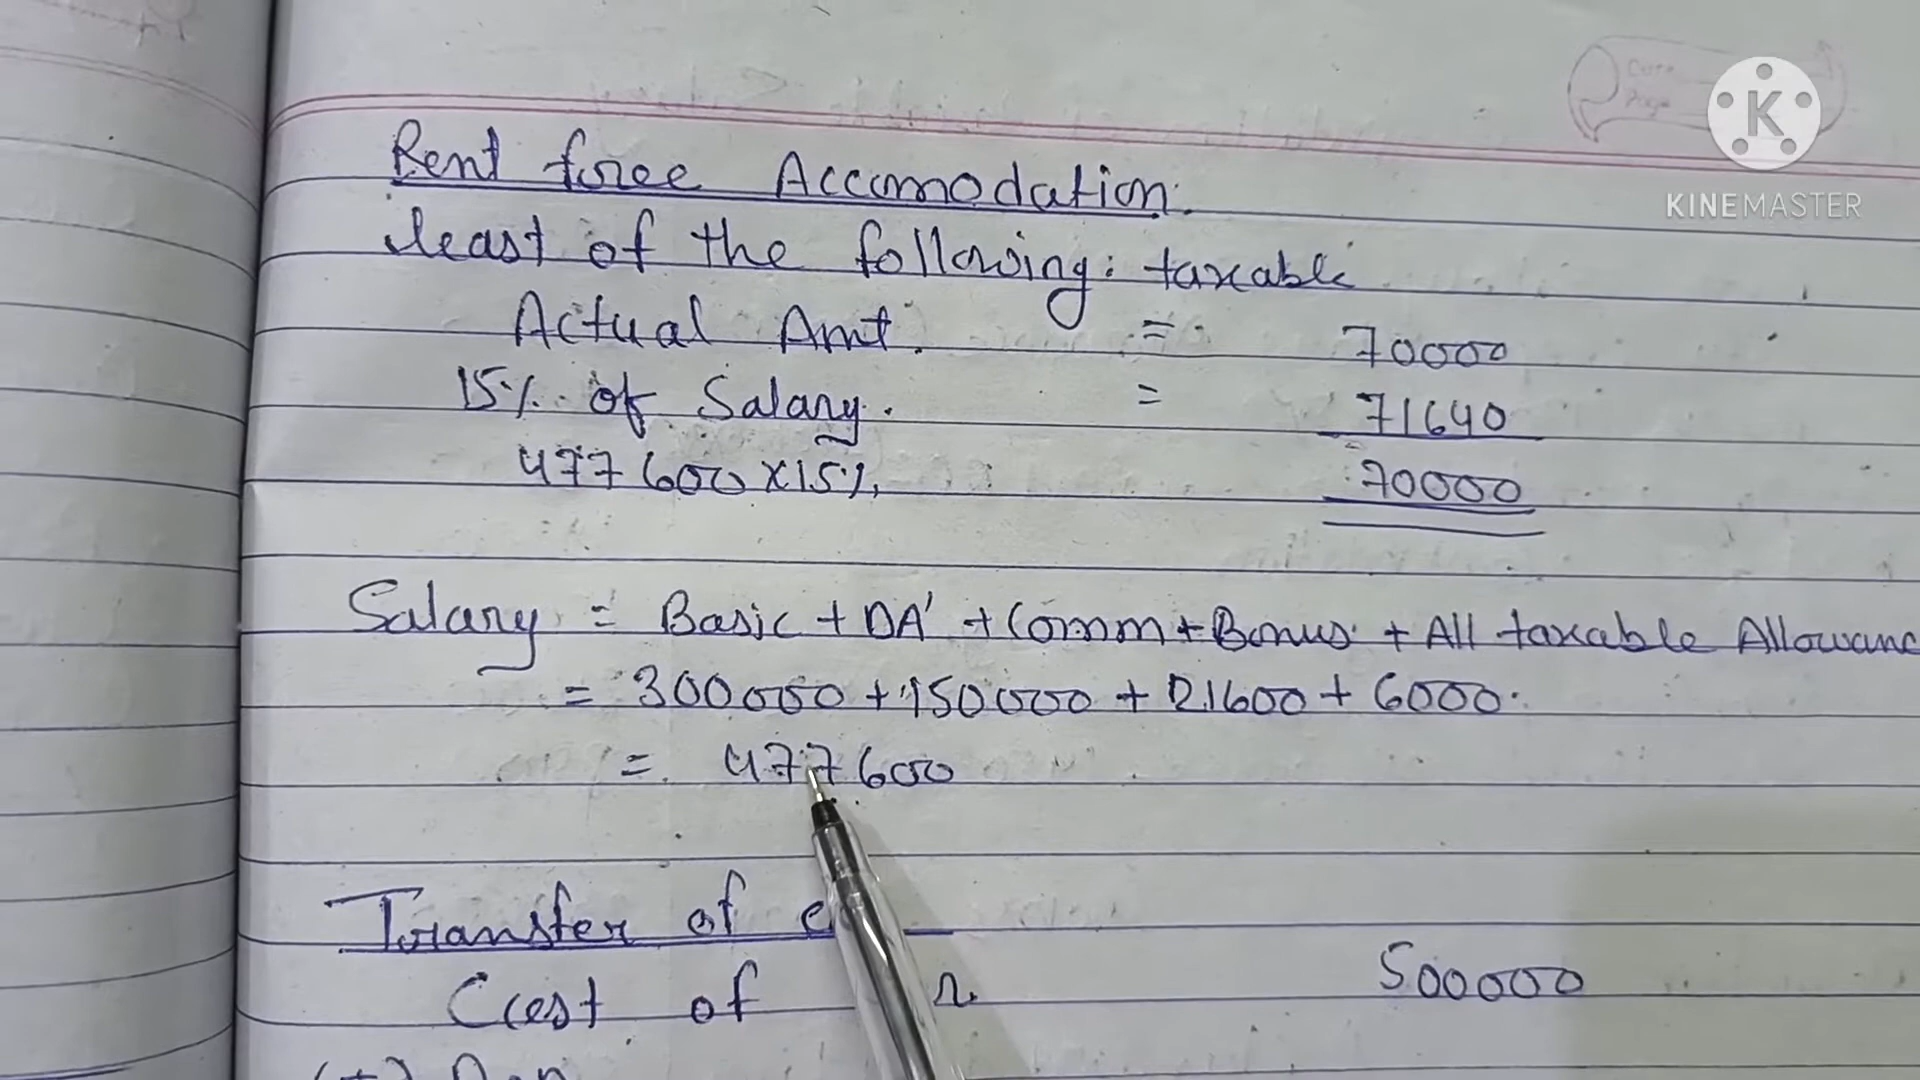 Rent free Accomodation.
least of the following: taxable
Actual Amt. = 70000
15% of Salary. = 71640
477600 x 15% 70000
Salary = Basic + DA + Comm + Bonus + All taxable Allowanc
= 300000 + 150000 + 21600 + 6000.
= 477600
Transfer of
Cost of 500000
K
KINEMASTER